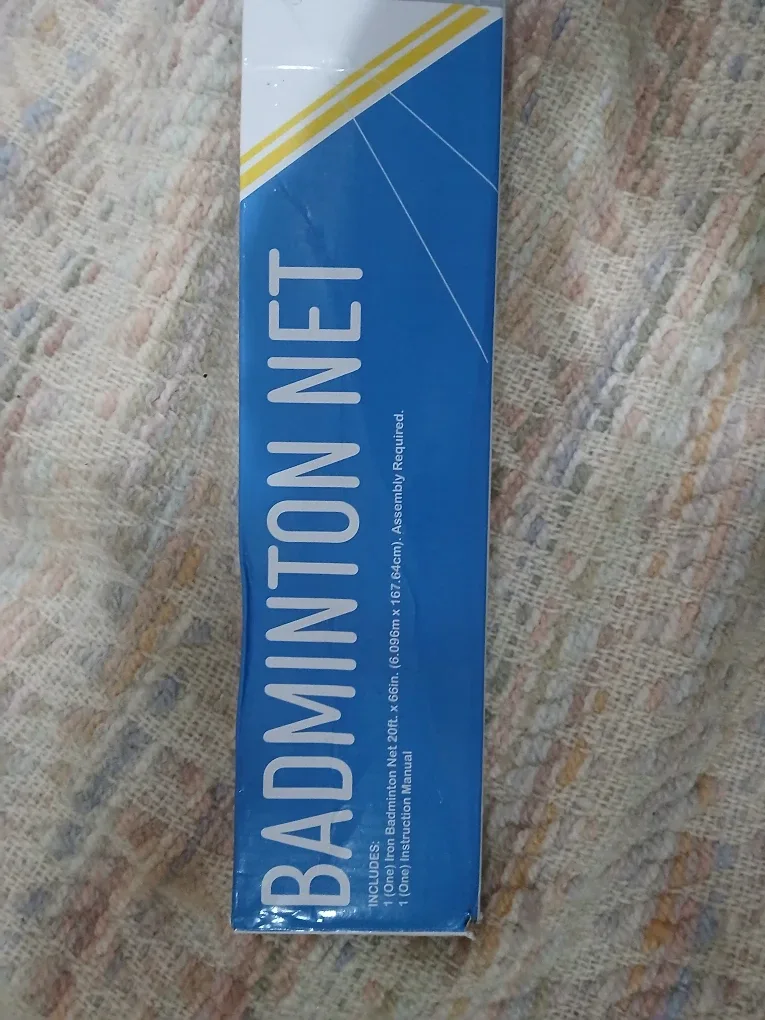 BADMINTON NET
INCLUDES:
1 (One) Iron Badminton Net 20ft. x 66in. (6.096m x 167.64cm). Assembly Required.
1 (One) Instruction Manual